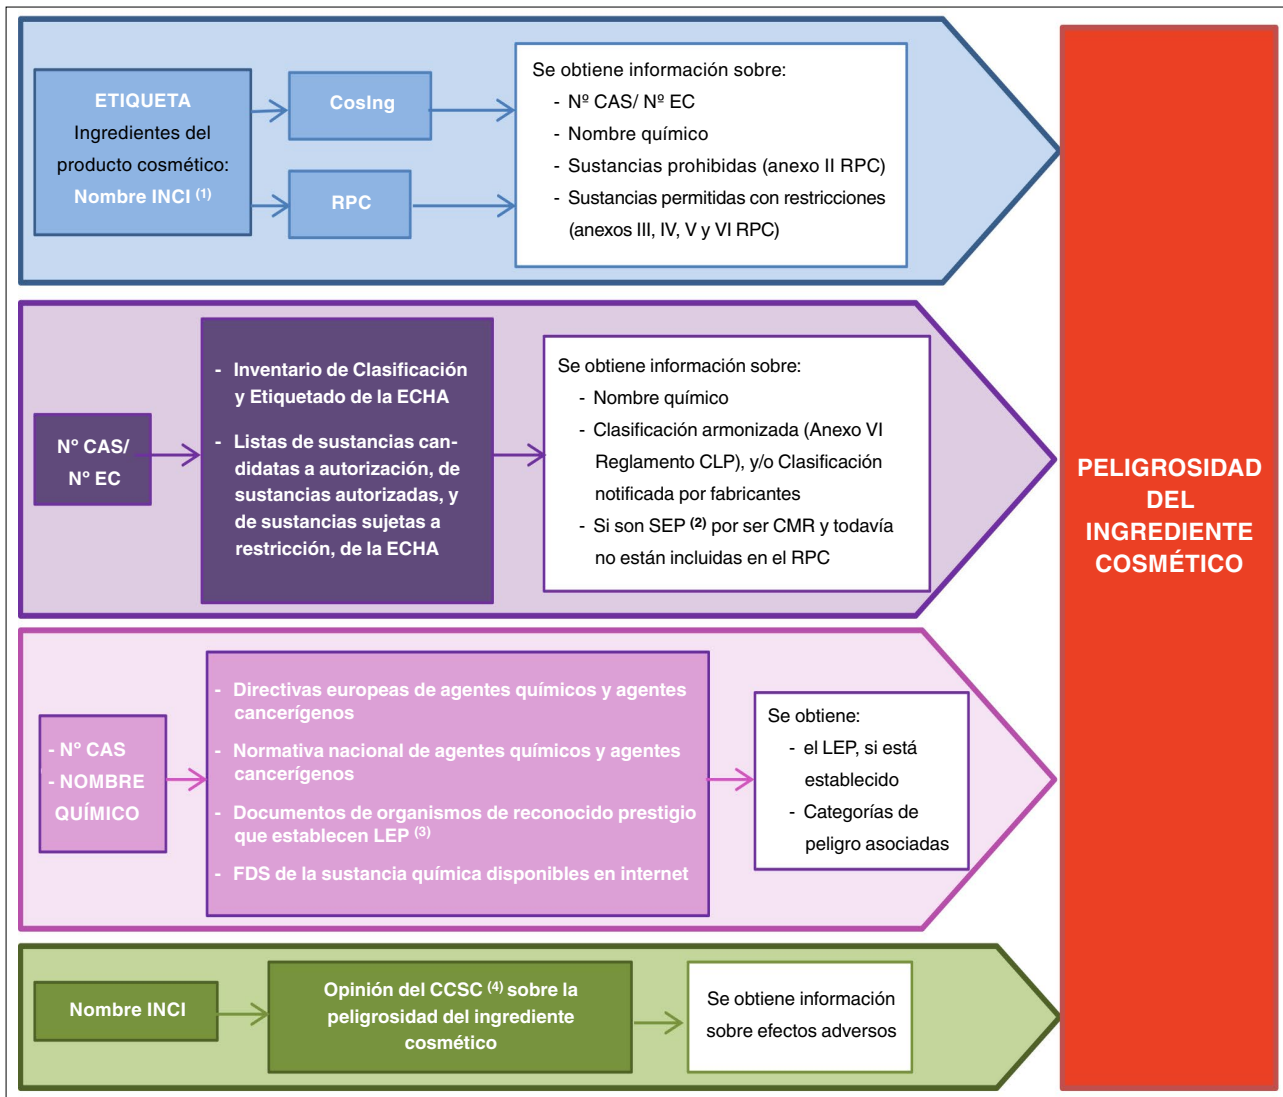 ETIQUETA
Ingredientes del
producto cosmético:
Nombre INCI (1)
CosIng
RPC
Se obtiene información sobre:
- Nº CAS/ Nº EC
- Nombre químico
- Sustancias prohibidas (anexo II RPC)
- Sustancias permitidas con restricciones
(anexos III, IV, V y VI RPC)
N° CAS/
N° EC
- Inventario de Clasificación
y Etiquetado de la ECHA
- Listas de sustancias can-
didatas a autorización, de
sustancias autorizadas, y
de sustancias sujetas a
restricción, de la ECHA
Se obtiene información sobre:
- Nombre químico
- Clasificación armonizada (Anexo VI
Reglamento CLP), y/o Clasificación
notificada por fabricantes
- Si son SEP (2) por ser CMR y todavía
no están incluidas en el RPC
- N° CAS
- NOMBRE
QUÍMICO
- Directivas europeas de agentes químicos y agentes
cancerígenos
- Normativa nacional de agentes químicos y agentes
cancerígenos
- Documentos de organismos de reconocido prestigio
que establecen LEP (3)
- FDS de la sustancia química disponibles en internet
Se obtiene:
- el LEP, si está
establecido
- Categorías de
peligro asociadas
Nombre INCI
Opinión del CCSC (4) sobre la
peligrosidad del ingrediente
cosmético
Se obtiene información
sobre efectos adversos
PELIGROSIDAD
DEL
INGREDIENTE
COSMÉTICO